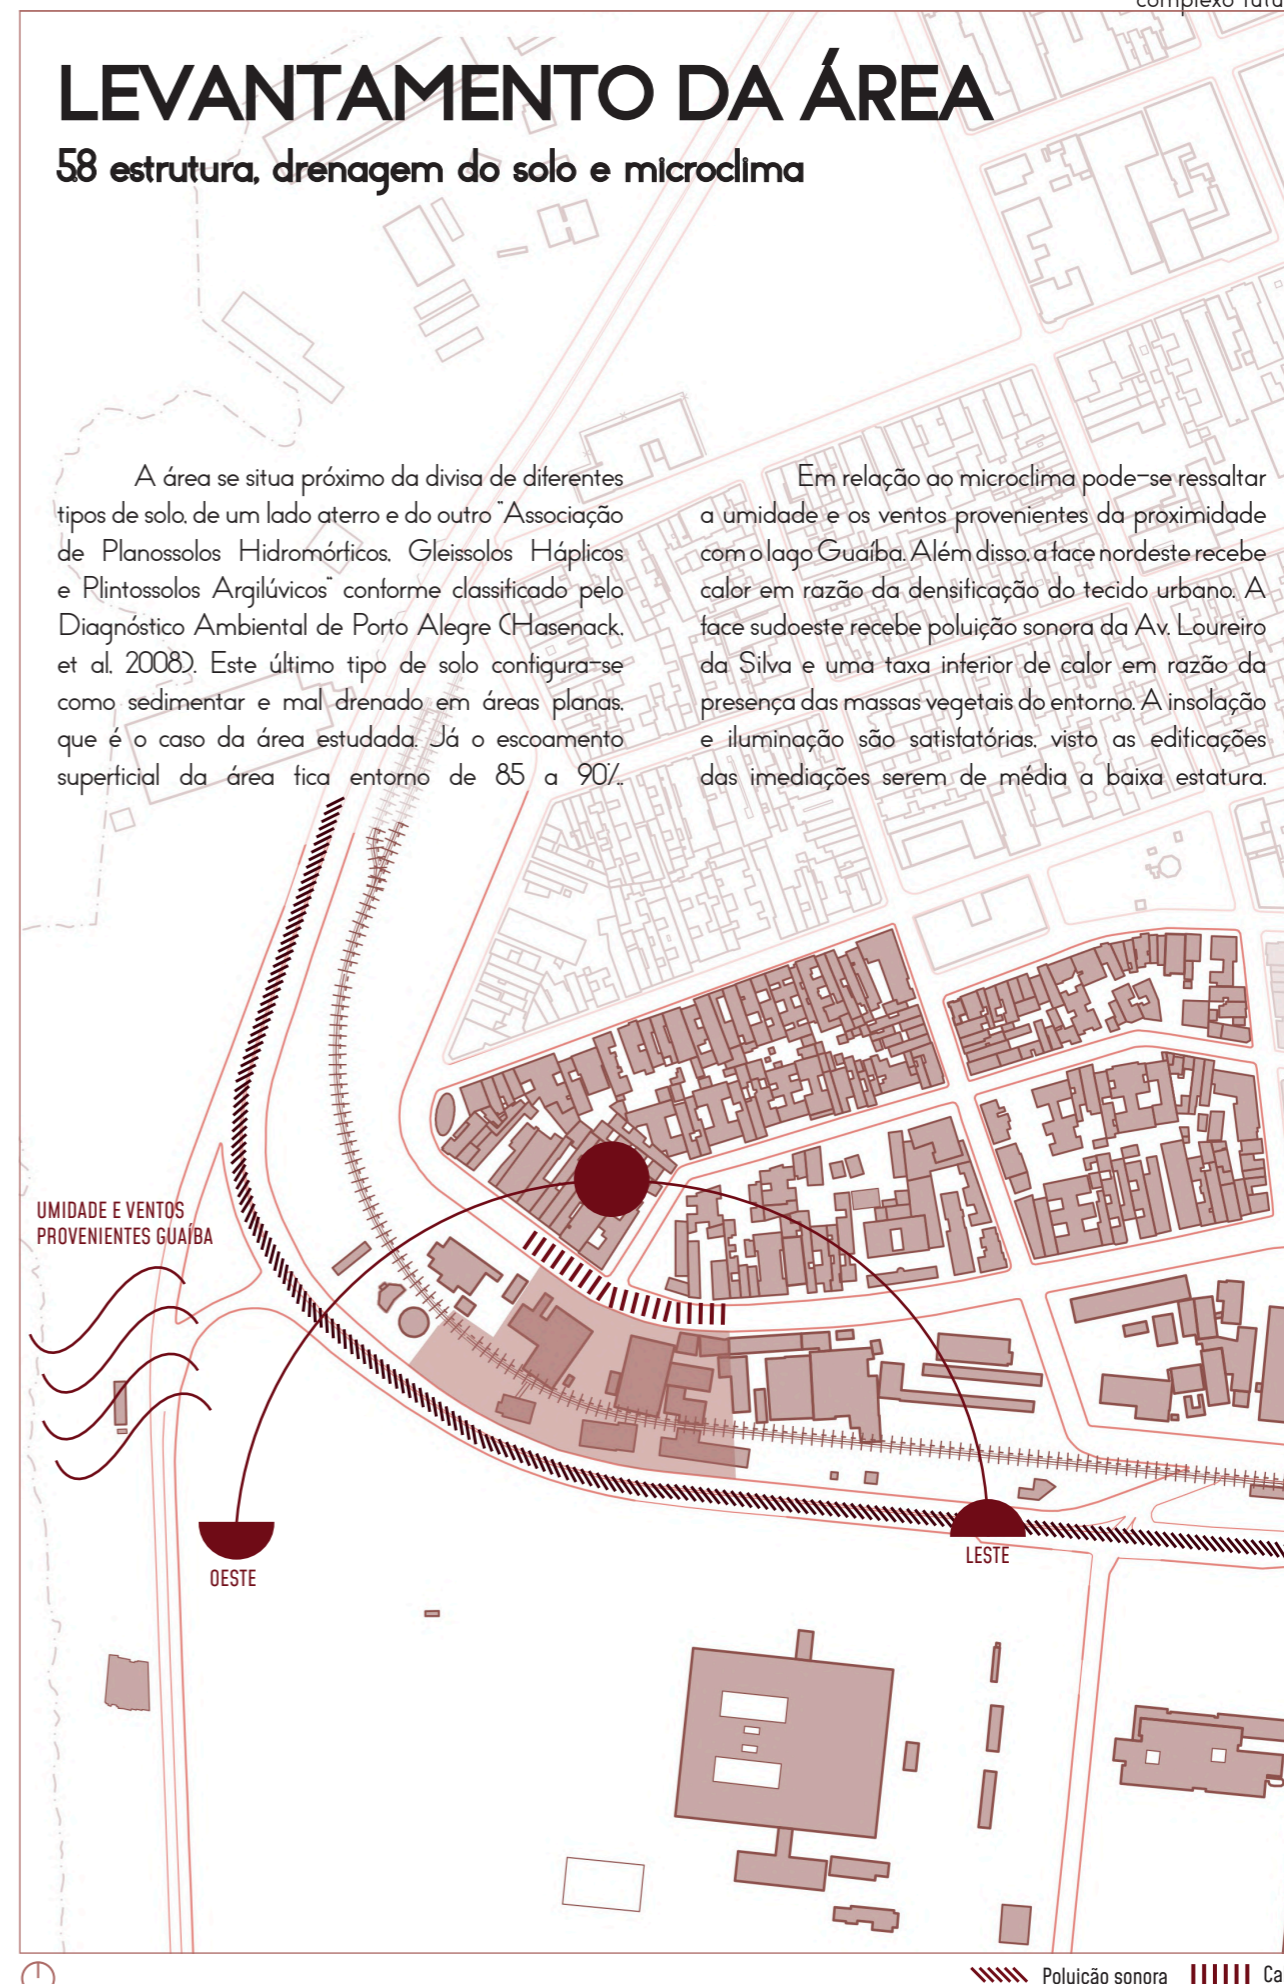 LEVANTAMENTO DA ÁREA
5.8 estrutura, drenagem do solo e microclima
A área se situa próximo da divisa de diferentes
tipos de solo, de um lado aterro e do outro "Associação
de Planossolos Hidromórficos, Gleissolos Háplicos
e Plintossolos Argilúvicos" conforme classificado pelo
Diagnóstico Ambiental de Porto Alegre (Hasenack,
et al, 2008). Este último tipo de solo configura-se
como sedimentar e mal drenado em áreas planas,
que é o caso da área estudada. Já o escoamento
superficial da área fica entorno de 85 a 90%.
Em relação ao microclima pode-se ressaltar
a umidade e os ventos provenientes da proximidade
com o lago Guaíba. Além disso, a face nordeste recebe
calor em razão da densificação do tecido urbano. A
face sudoeste recebe poluição sonora da Av. Loureiro
da Silva e uma taxa inferior de calor em razão da
presença das massas vegetais do entorno. A insolação
e iluminação são satisfatórias, visto as edificações
das imediações serem de média a baixa estatura.
UMIDADE E VENTOS
PROVENIENTES GUAÍBA
OESTE
LESTE
Poluição sonora